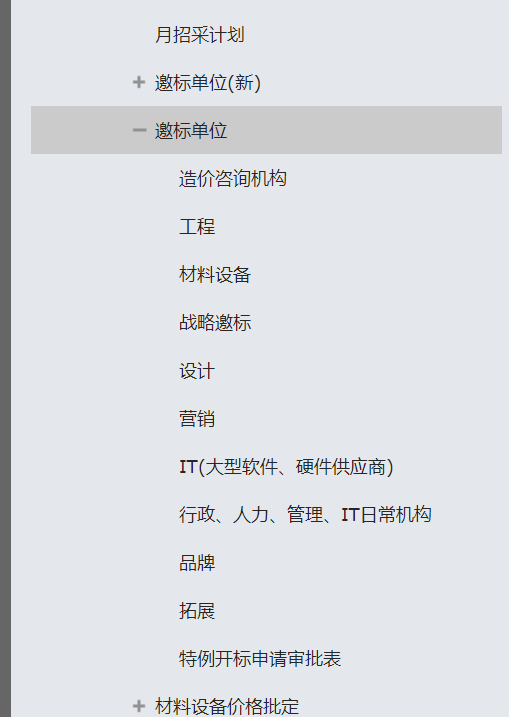 月招采计划
邀标单位(新)
邀标单位
造价咨询机构
工程
材料设备
战略邀标
设计
营销
IT(大型软件、硬件供应商)
行政、人力、管理、IT日常机构
品牌
拓展
特例开标申请审批表
材料设备价格批定